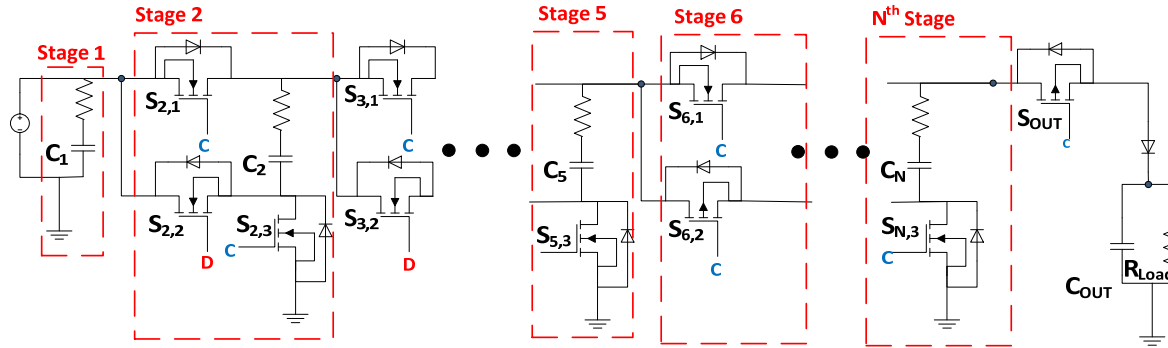 Stage 1
Stage 2
Stage 5
Stage 6
Nth Stage
S2,1
S3,1
S6,1
SOUT
C
C
C
C1
C2
C5
CN
S2,2
S2,3
S3,2
S5,3
S6,2
SN,3
D
C
D
C
C
COUT
RLoad